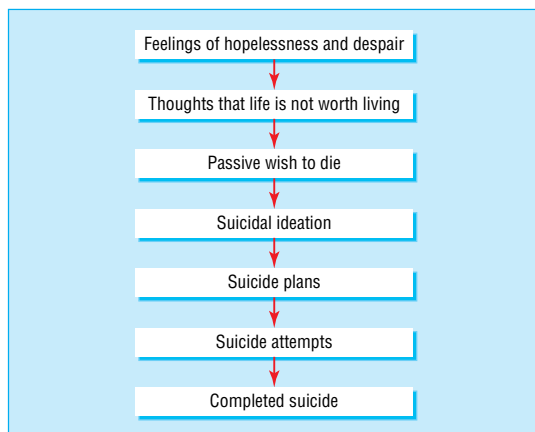 Feelings of hopelessness and despair
Thoughts that life is not worth living
Passive wish to die
Suicidal ideation
Suicide plans
Suicide attempts
Completed suicide